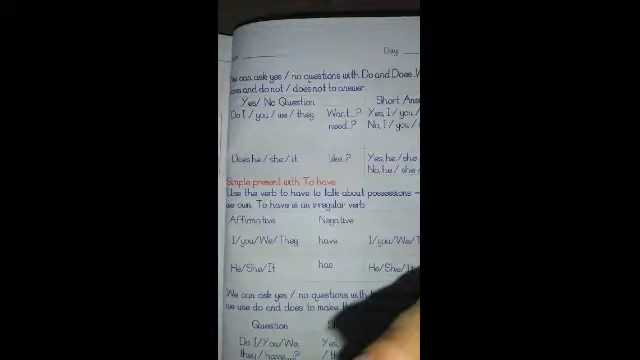 Day
We can ask yes / no questions with Do and Does. W
does and do not / does not to answer.
Yes/ No Question Short Ans
Do I / you / we / they Want...? Yes, I / you /
need...? No, I / you /
Does he / she / it like..? Yes, he / she
No, he / she
Simple present with To have
Use the verb to have to talk about possessions -
we own. To have is an irregular verb
Affirmative Negative
I/you/We/They have I/you/We/T
He/She/It has He/She/It
We can ask yes / no questions with
we use do and does to make th
Question
Do I/You/We Yes,
they / have....? / th